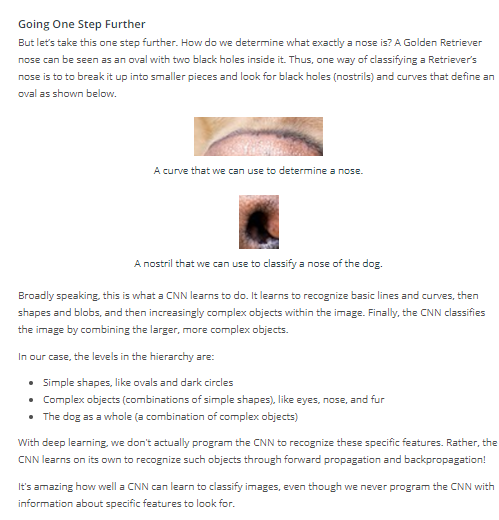 Going One Step Further
But let's take this one step further. How do we determine what exactly a nose is? A Golden Retriever
nose can be seen as an oval with two black holes inside it. Thus, one way of classifying a Retriever's
nose is to to break it up into smaller pieces and look for black holes (nostrils) and curves that define an
oval as shown below.
A curve that we can use to determine a nose.
A nostril that we can use to classify a nose of the dog.
Broadly speaking, this is what a CNN learns to do. It learns to recognize basic lines and curves, then
shapes and blobs, and then increasingly complex objects within the image. Finally, the CNN classifies
the image by combining the larger, more complex objects.
In our case, the levels in the hierarchy are:
• Simple shapes, like ovals and dark circles
• Complex objects (combinations of simple shapes), like eyes, nose, and fur
• The dog as a whole (a combination of complex objects)
With deep learning, we don't actually program the CNN to recognize these specific features. Rather, the
CNN learns on its own to recognize such objects through forward propagation and backpropagation!
It's amazing how well a CNN can learn to classify images, even though we never program the CNN with
information about specific features to look for.